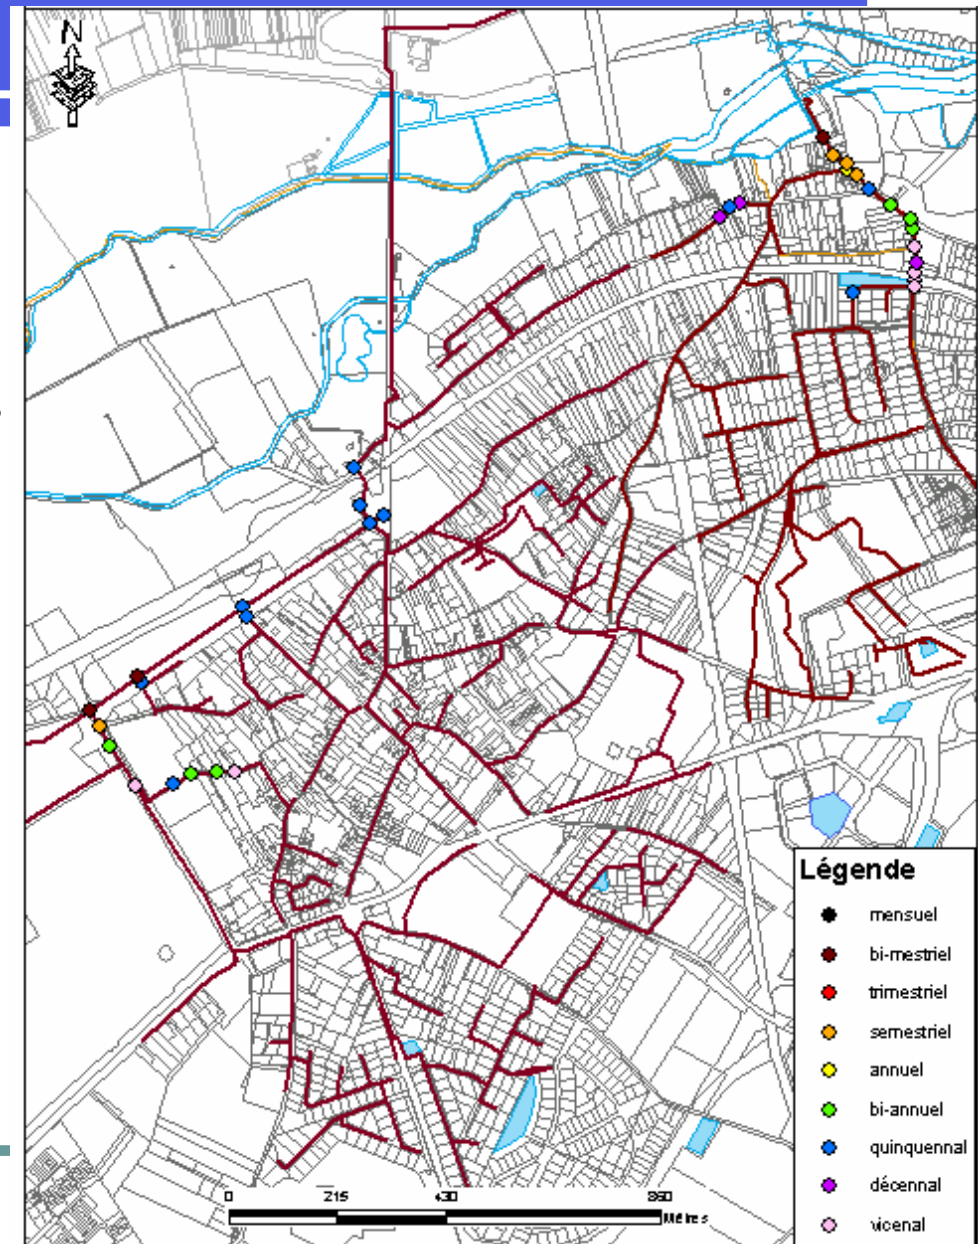 N
Légende
mensuel
bi-mestriel
trimestriel
semestriel
annuel
bi-annuel
quinquennal
décennal
vicenal
0 215 430 860
Mètres